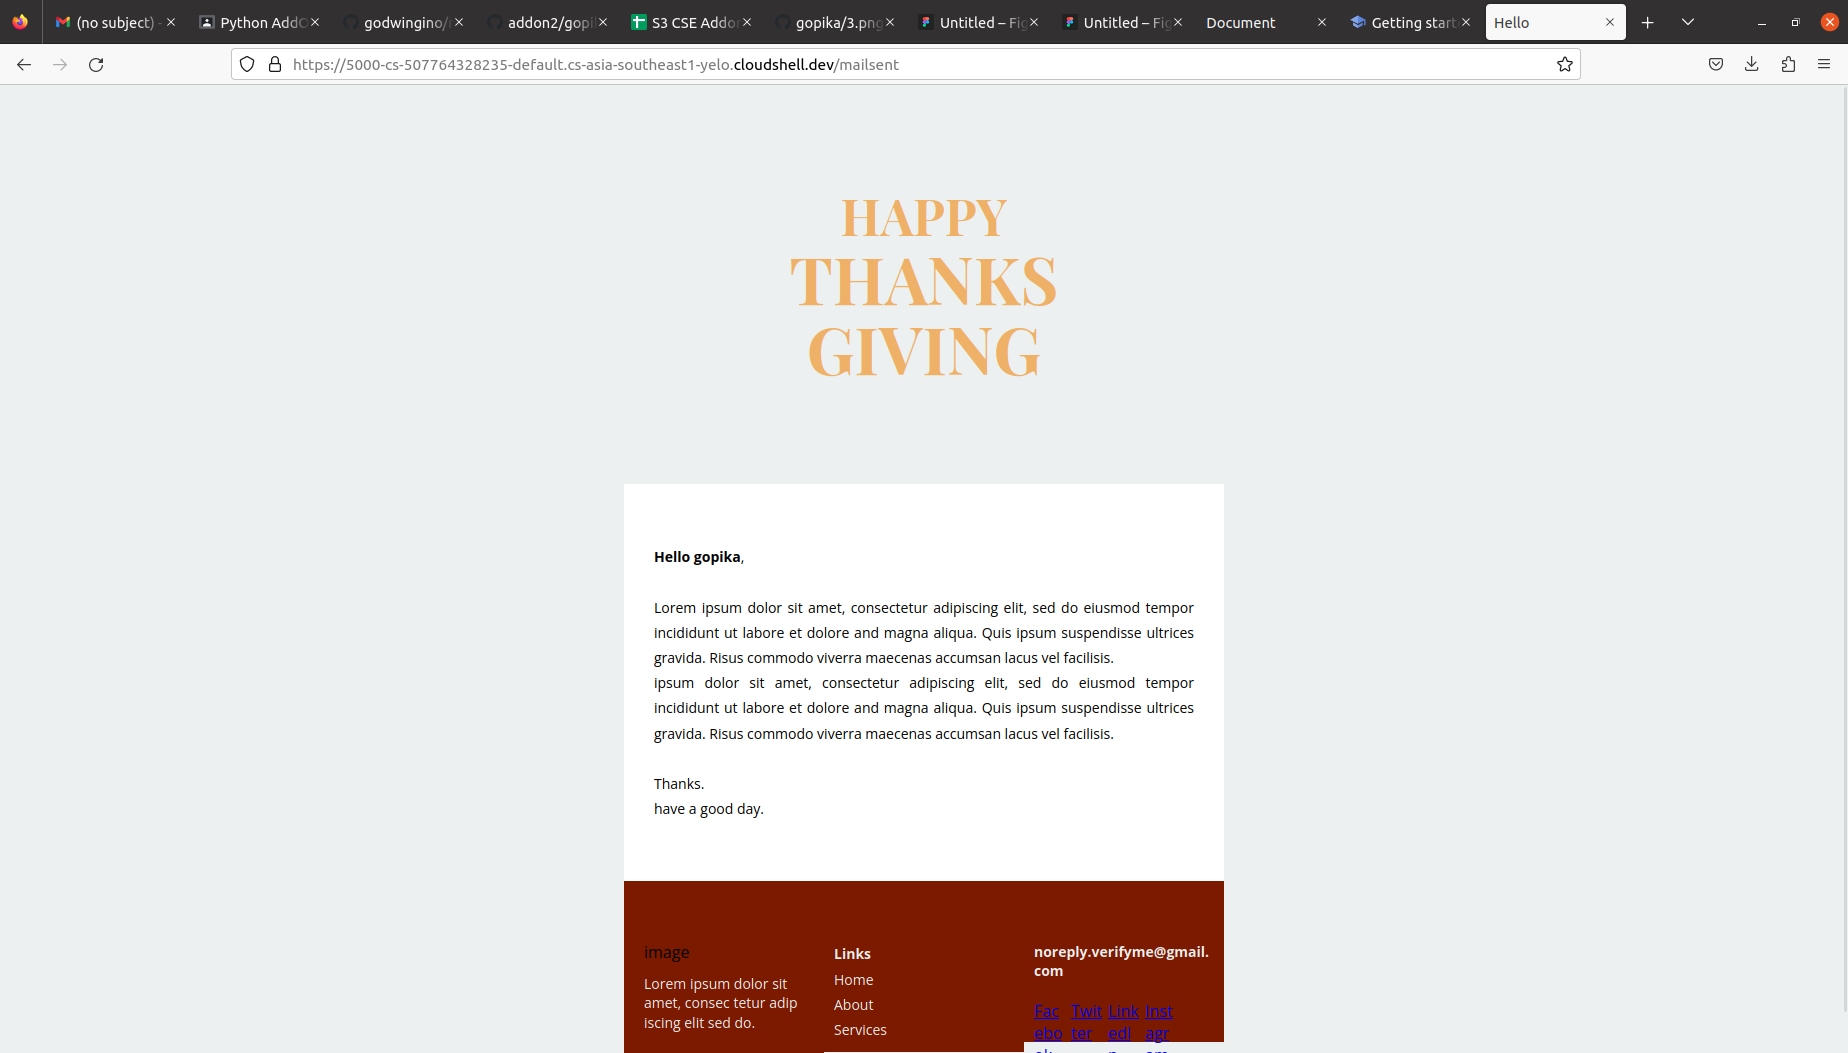 (no subject) -
Python AddO
godwingino/
addon2/gopi
S3 CSE Addo
gopika/3.png
Untitled – Fig
Untitled – Fig
Document
Getting start
Hello
https://5000-cs-507764328235-default.cs-asia-southeast1-yelo.cloudshell.dev/mailsent
HAPPY
THANKS
GIVING
Hello gopika,
Lorem ipsum dolor sit amet, consectetur adipiscing elit, sed do eiusmod tempor
incididunt ut labore et dolore and magna aliqua. Quis ipsum suspendisse ultrices
gravida. Risus commodo viverra maecenas accumsan lacus vel facilisis.
ipsum dolor sit amet, consectetur adipiscing elit, sed do eiusmod tempor
incididunt ut labore et dolore and magna aliqua. Quis ipsum suspendisse ultrices
gravida. Risus commodo viverra maecenas accumsan lacus vel facilisis.
Thanks.
have a good day.
image
Lorem ipsum dolor sit
amet, consec tetur adip
iscing elit sed do.
Links
Home
About
Services
noreply.verifyme@gmail.
com
Fac Twit Link Inst
ebo ter edI agr